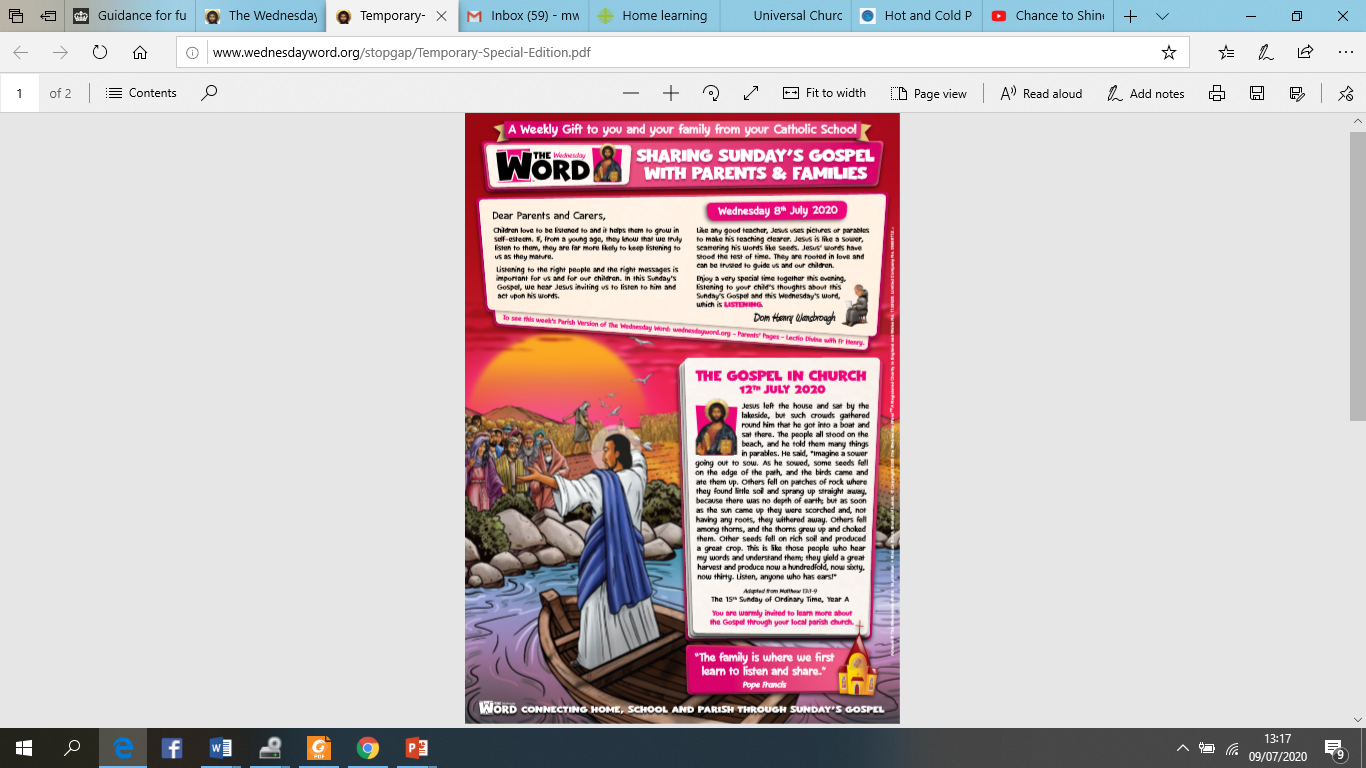 Guidance for fu
The Wednesday
Temporary-
Inbox (59) - mw
Home learning
Universal Churc
Hot and Cold P
Chance to Shin
www.wednesdayword.org/stopgap/Temporary-Special-Edition.pdf
1 of 2 Contents Fit to width Page view Read aloud Add notes
A Weekly Gift to you and your family from your Catholic School
THE Wednesday WORD
SHARING SUNDAY'S GOSPEL
WITH PARENTS & FAMILIES
Dear Parents and Carers,
Children love to be listened to and it helps them to grow in
self-esteem. If, from a young age, they know that we truly
listen to them, they are far more likely to keep listening to
us as they mature.
Listening to the right people and the right messages is
important for us and for our children. In this Sunday's
Gospel, we hear Jesus inviting us to listen to him and
act upon his words.
Wednesday 8th July 2020
Like any good teacher, Jesus uses pictures or parables
to make his teaching clearer. Jesus is like a sower,
scattering his words like seeds. Jesus' words have
stood the test of time. They are rooted in love and
can be trusted to guide us and our children.
Enjoy a very special time together this evening,
listening to your child's thoughts about this
Sunday's Gospel and this Wednesday's word,
which is LISTENING.
Dom Henry Wansbrough
To see this week's Parish Version of The Wednesday Word: wednesdayword.org - Parents' Pages - Lectio Divina with Fr Henry.
THE GOSPEL IN CHURCH
12TH JULY 2020
Jesus left the house and sat by the
lakeside, but such crowds gathered
round him that he got into a boat and
sat there. The people all stood on the
beach, and he told them many things
in parables. He said, "Imagine a sower
going out to sow. As he sowed, some seeds fell
on the edge of the path, and the birds came and
ate them up. Others fell on patches of rock where
they found little soil and sprang up straight away,
because there was no depth of earth; but as soon
as the sun came up they were scorched and, not
having any roots, they withered away. Others fell
among thorns, and the thorns grew up and choked
them. Other seeds fell on rich soil and produced
a great crop. This is like those people who hear
my words and understand them; they yield a great
harvest and produce now a hundredfold, now sixty,
now thirty. Listen, anyone who has ears!"
Adapted from Matthew 13:1-9
The 15th Sunday of Ordinary Time, Year A
You are warmly invited to learn more about
the Gospel through your local parish church.
"The family is where we first
learn to listen and share."
Pope Francis
THE WORD CONNECTING HOME, SCHOOL AND PARISH THROUGH SUNDAY'S GOSPEL
13:17
09/07/2020
9